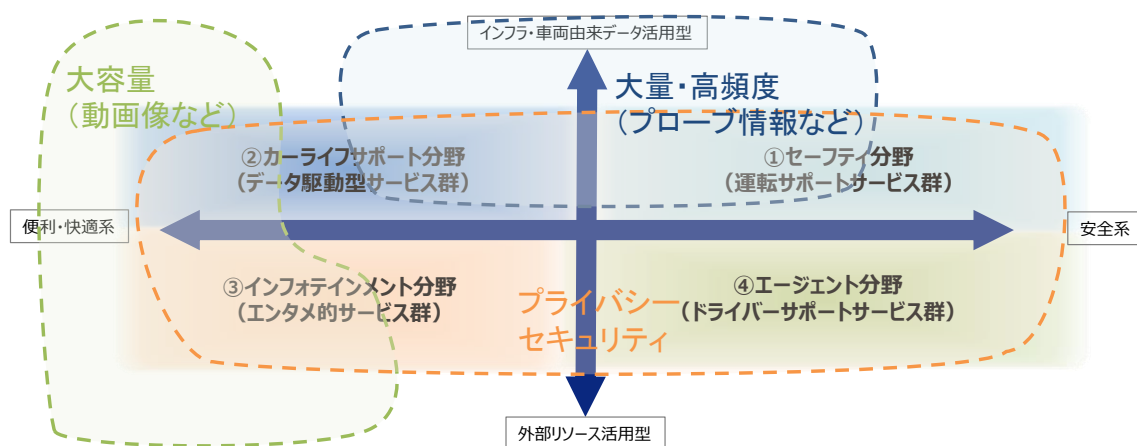 インフラ・車両由来データ活用型
大容量
（動画像など）
大量・高頻度
（プローブ情報など）
②カーライフサポート分野
（データ駆動型サービス群）
①セーフティ分野
（運転サポートサービス群）
便利・快適系
安全系
③インフォテインメント分野
（エンタメ的サービス群）
プライバシー
セキュリティ
④エージェント分野
（ドライバーサポートサービス群）
外部リソース活用型